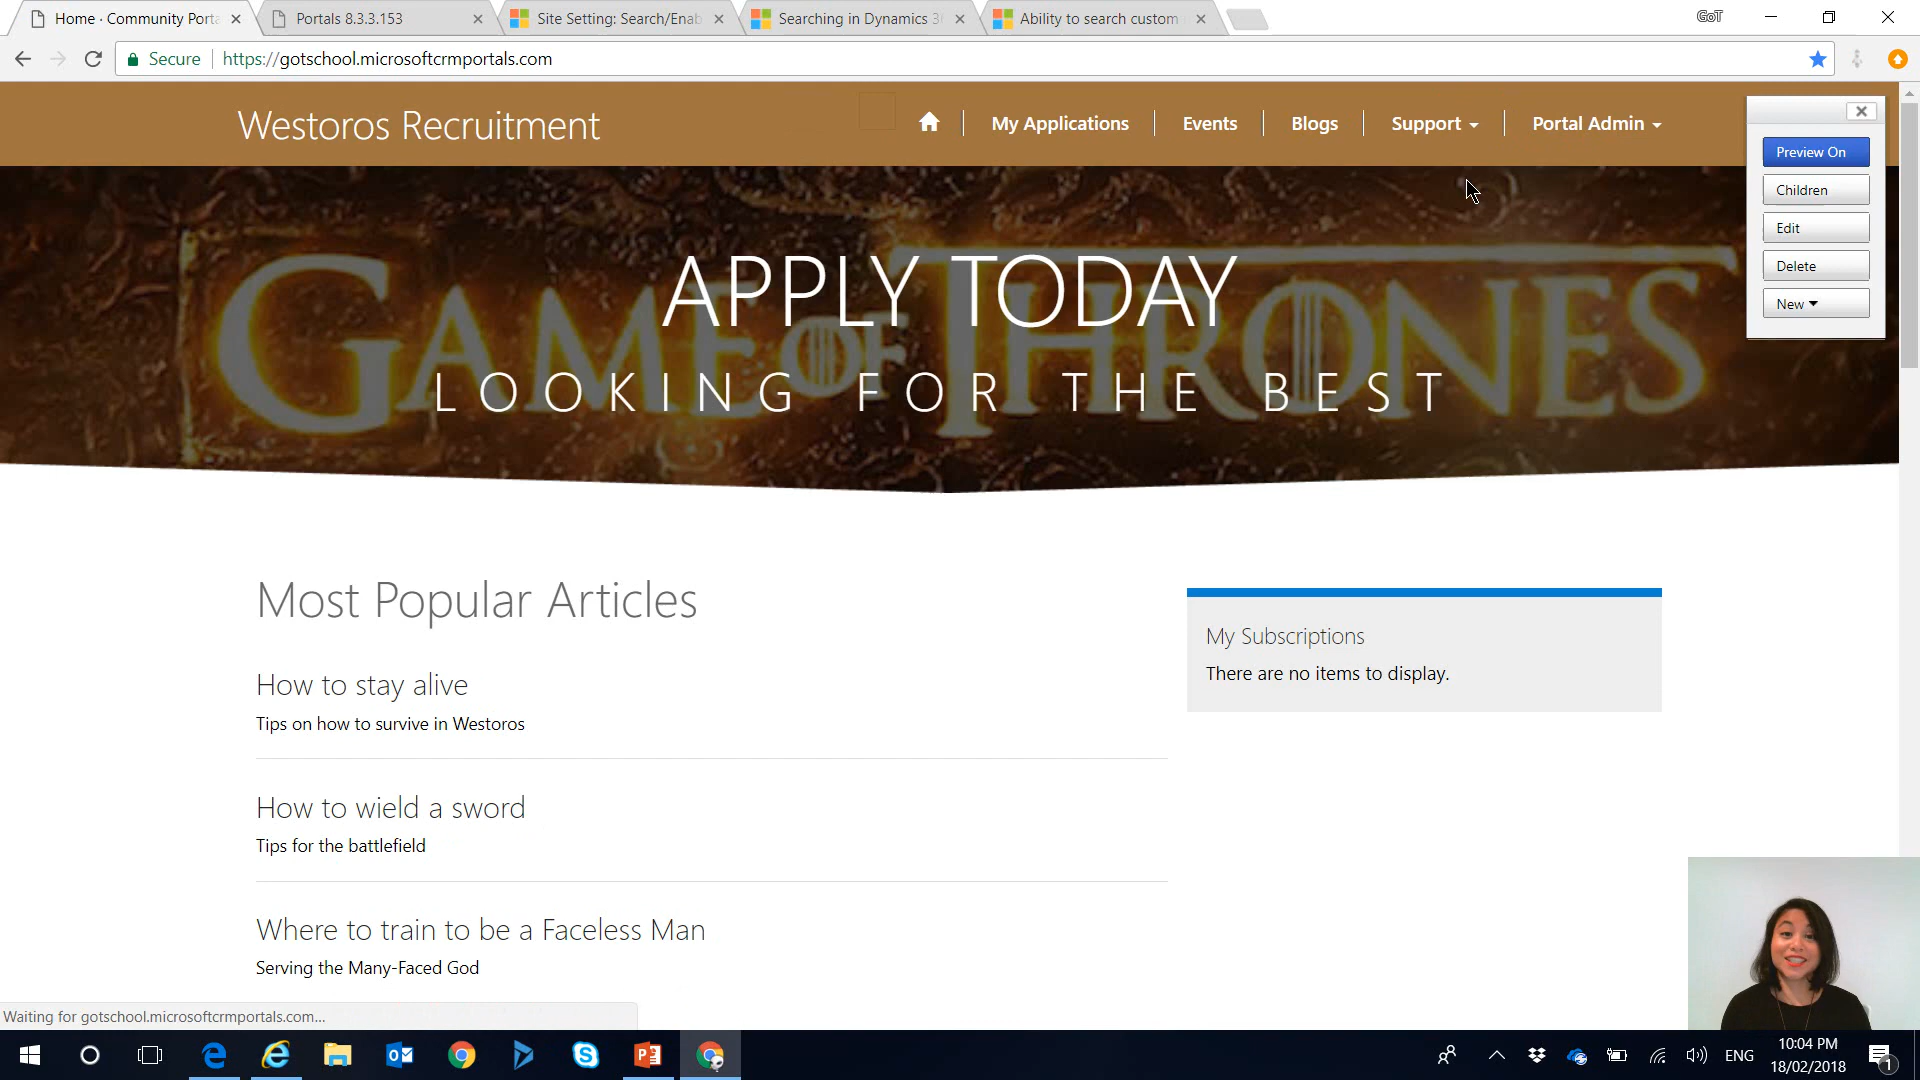 Home · Community Porta
Portals 8.3.3.153
Site Setting: Search/Enab
Searching in Dynamics 3
Ability to search custom
GoT
Secure
https://gotschool.microsoftcrmportals.com
Westoros Recruitment
My Applications
Events
Blogs
Support
Portal Admin
Preview On
Children
Edit
Delete
New
GAME OF THRONES
APPLY TODAY
LOOKING FOR THE BEST
Most Popular Articles
How to stay alive
Tips on how to survive in Westoros
How to wield a sword
Tips for the battlefield
Where to train to be a Faceless Man
Serving the Many-Faced God
My Subscriptions
There are no items to display.
Waiting for gotschool.microsoftcrmportals.com...
ENG
10:04 PM
18/02/2018
1